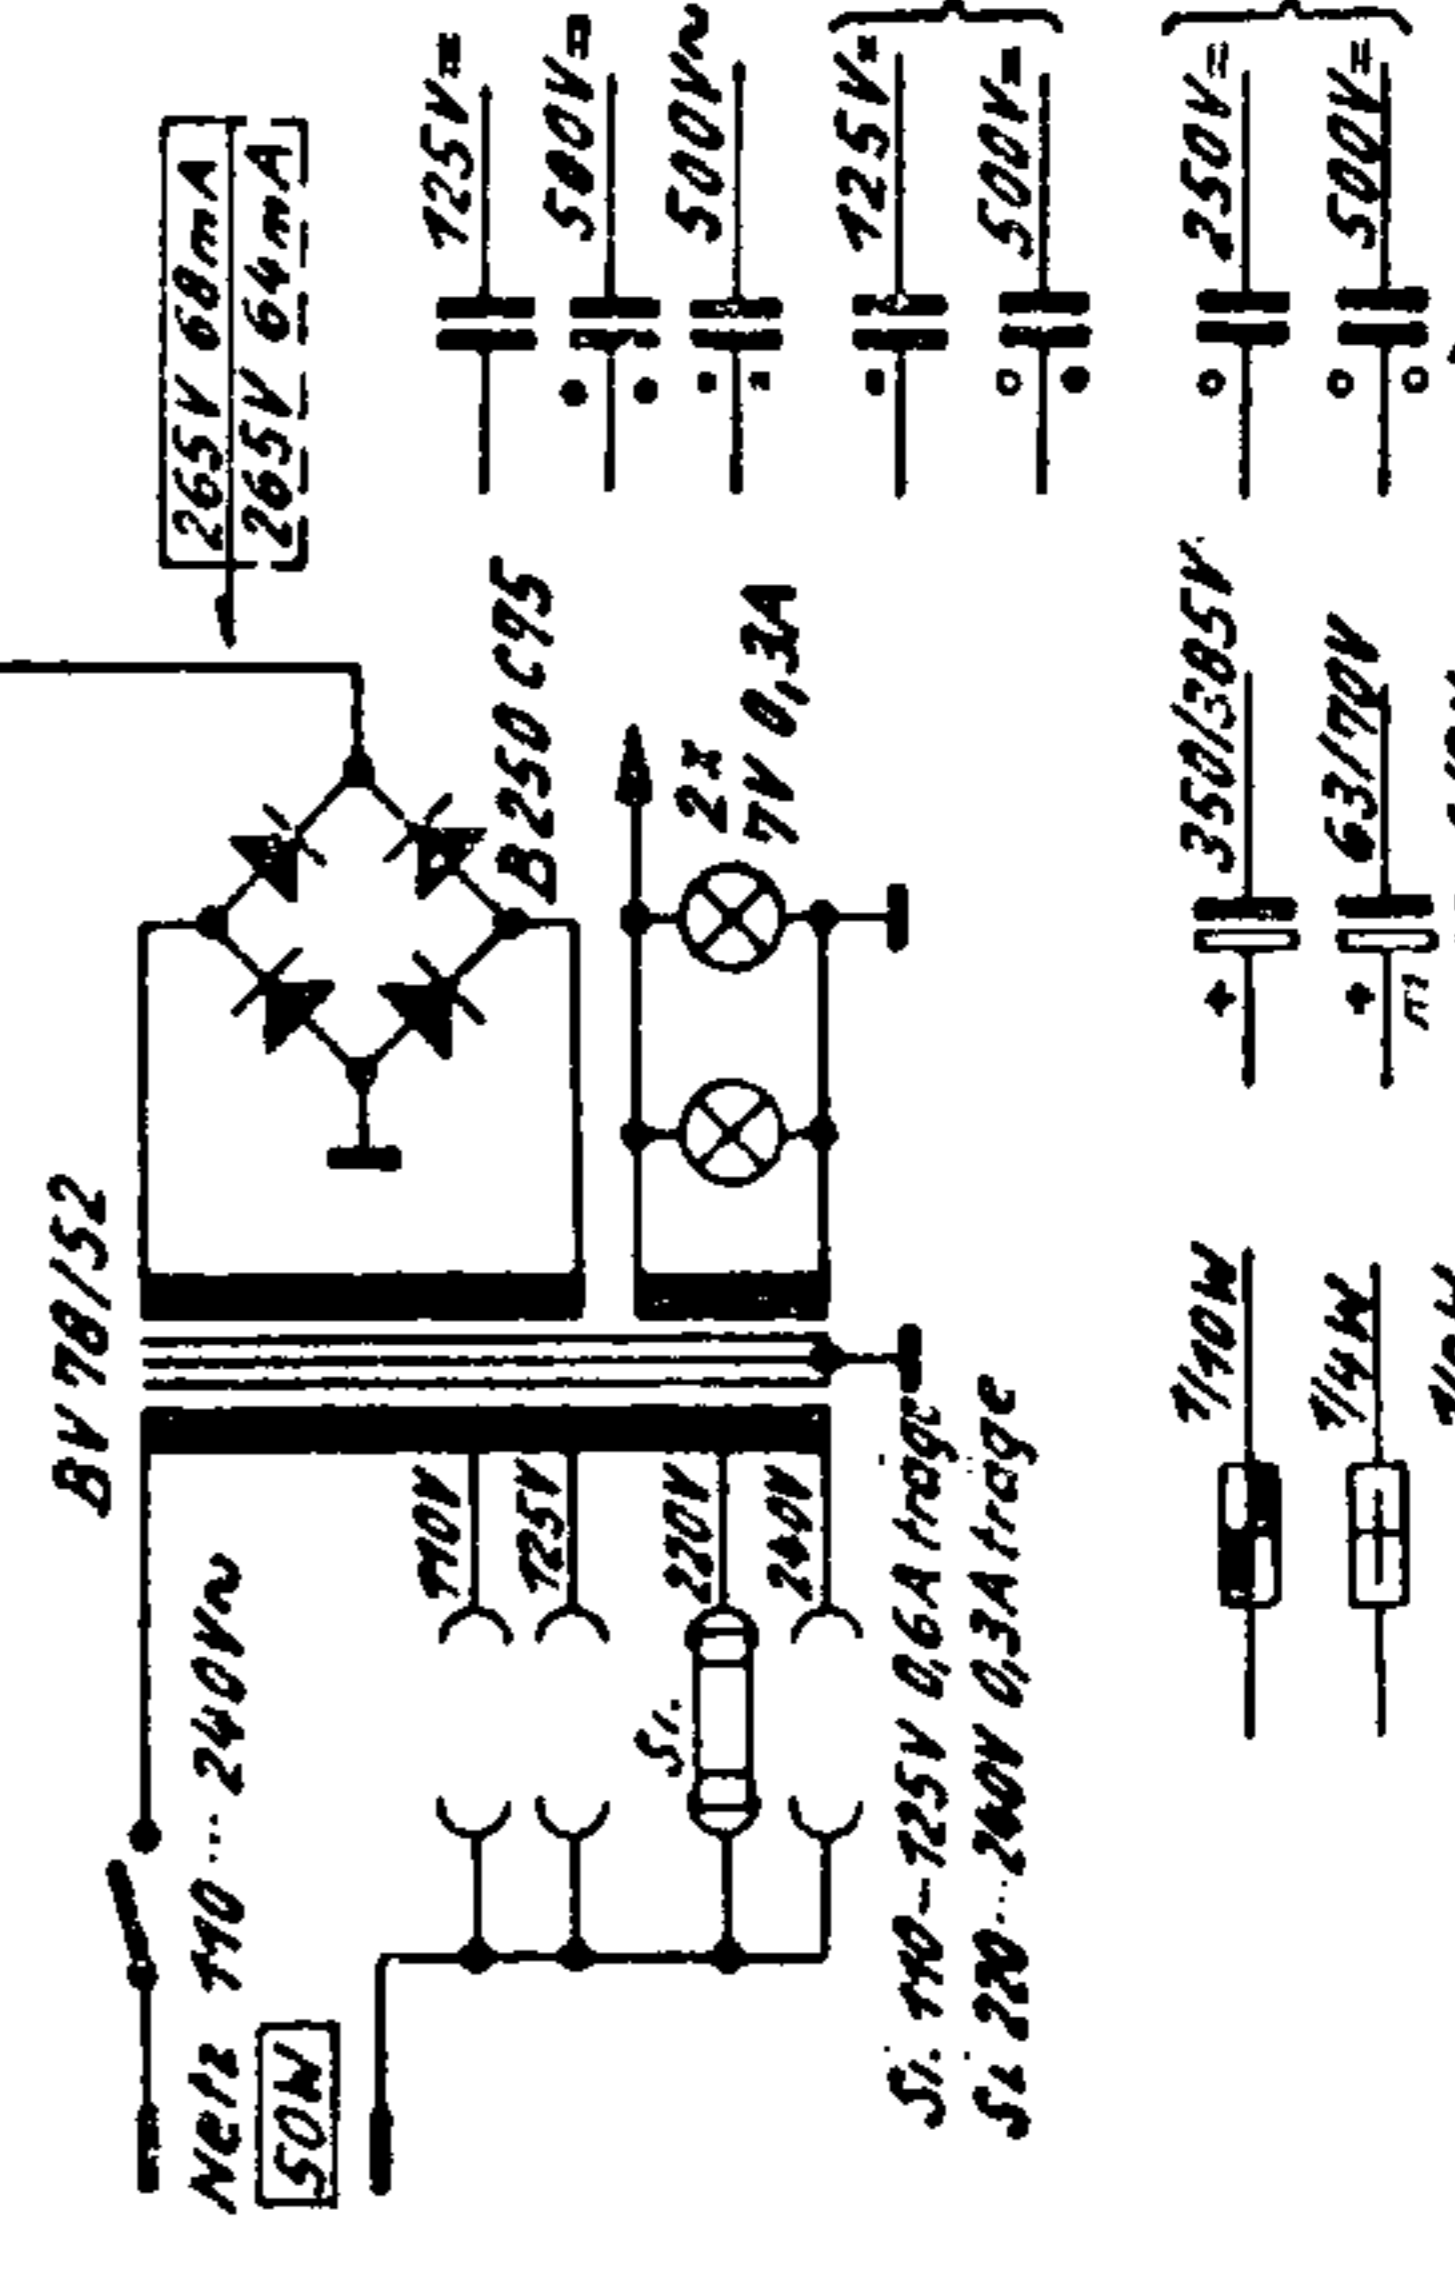 BV 78/152
Netz 110...240V~
50W
265V 68mA
265V 64mA
110V
125V
220V
240V
Si.
B250 C75
2x
7V 0,3A
Si. 110-125V 0,6A träge
Si. 220...240V 0,3A träge
125V=
500V=
500V~
125V=
500V=
250V=
500V=
350/385V
63/70V
1/10W
1/4W